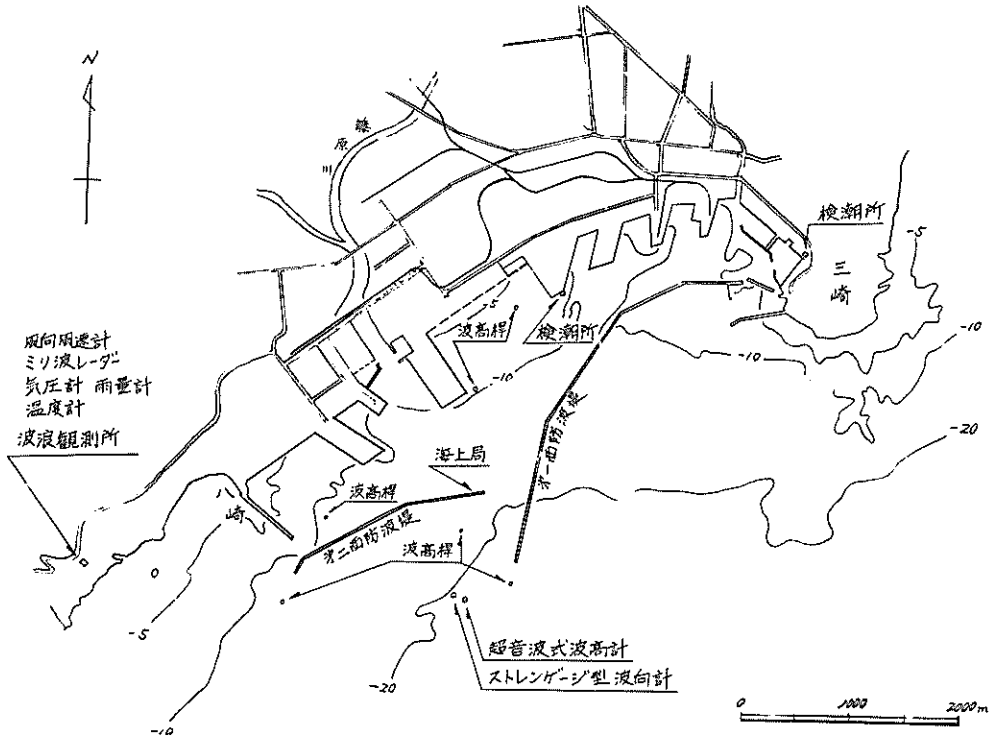 N
藤原川
検潮所
三崎
-5
-10
-5
波高桿
検潮所
-10
-10
-20
風向風速計
ミリ波レーダー
気圧計 雨量計
温度計
波浪観測所
海上局
波高桿
八崎
才一西防波堤
才二西防波堤
波高桿
-5
超音波式波高計
ストレンゲージ型波向計
-20
-10
0 1000 2000m